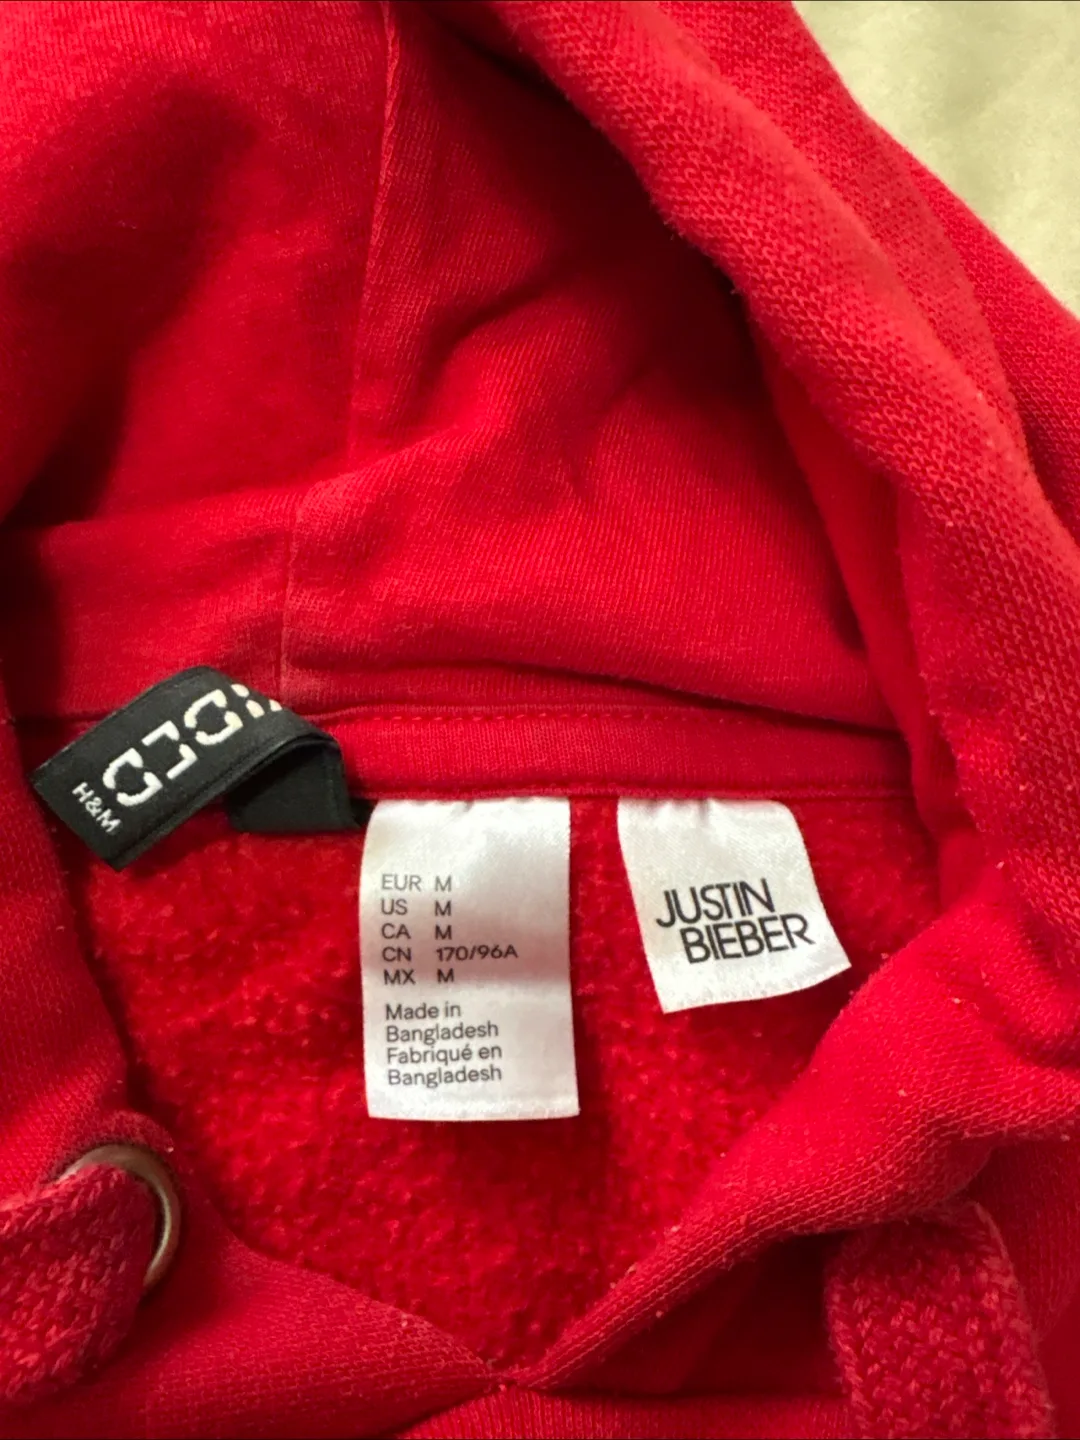 H&M
EUR M
US M
CA M
CN 170/96A
MX M
Made in
Bangladesh
Fabriqué en
Bangladesh
JUSTIN
BIEBER